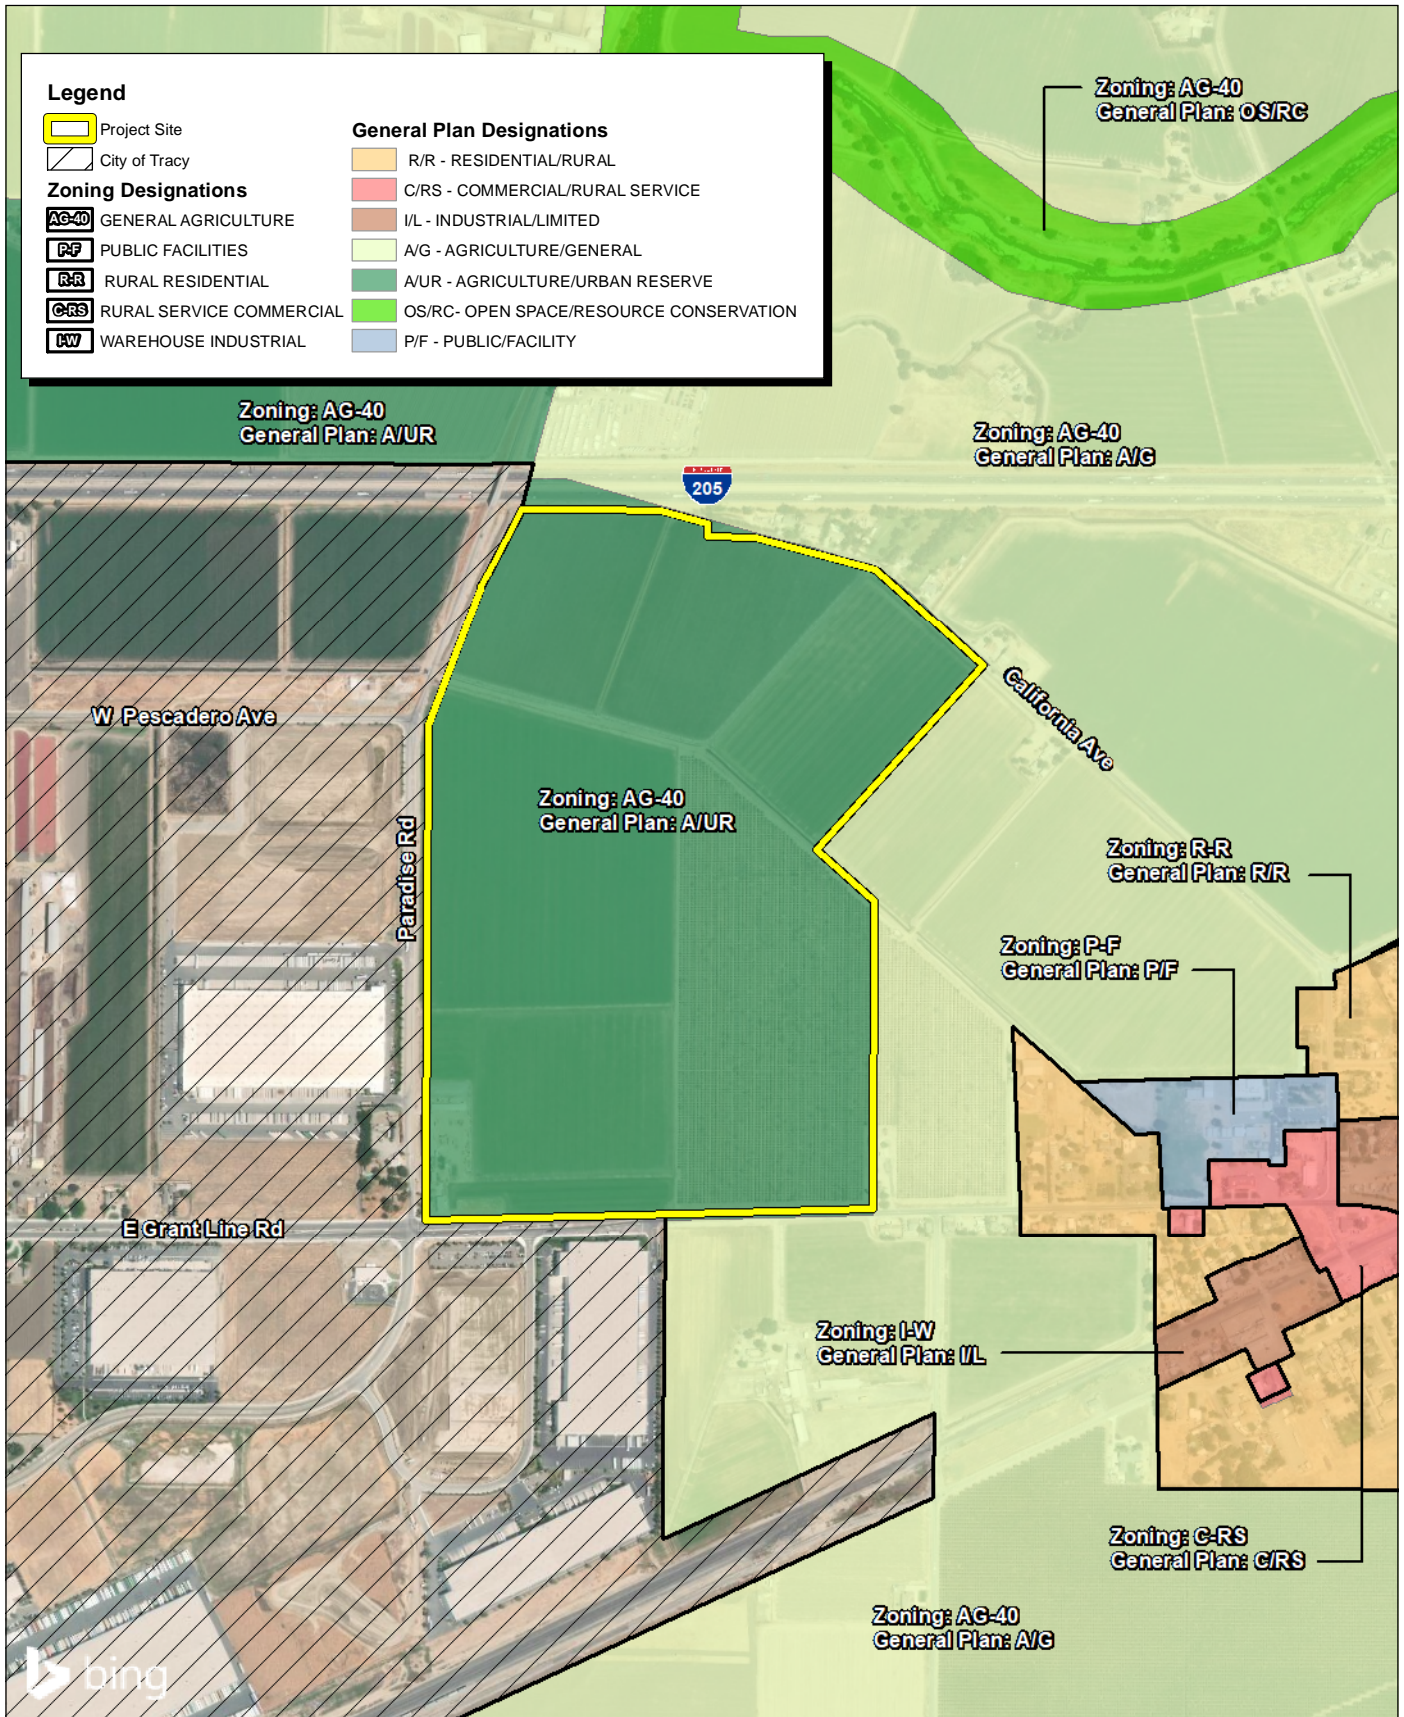 Legend
Project Site
City of Tracy
Zoning Designations
AG-40 GENERAL AGRICULTURE
P-F PUBLIC FACILITIES
R-R RURAL RESIDENTIAL
C-RS RURAL SERVICE COMMERCIAL
I-W WAREHOUSE INDUSTRIAL
General Plan Designations
R/R - RESIDENTIAL/RURAL
C/RS - COMMERCIAL/RURAL SERVICE
I/L - INDUSTRIAL/LIMITED
A/G - AGRICULTURE/GENERAL
A/UR - AGRICULTURE/URBAN RESERVE
OS/RC- OPEN SPACE/RESOURCE CONSERVATION
P/F - PUBLIC/FACILITY
Zoning: AG-40
General Plan: OS/RC
Zoning: AG-40
General Plan: A/UR
Zoning: AG-40
General Plan: A/G
205
California Ave
W Pescadero Ave
Zoning: AG-40
General Plan: A/UR
Paradise Rd
Zoning: R-R
General Plan: R/R
Zoning: P-F
General Plan: P/F
E Grant Line Rd
Zoning: I-W
General Plan: I/L
Zoning: C-RS
General Plan: C/RS
Zoning: AG-40
General Plan: A/G
bing